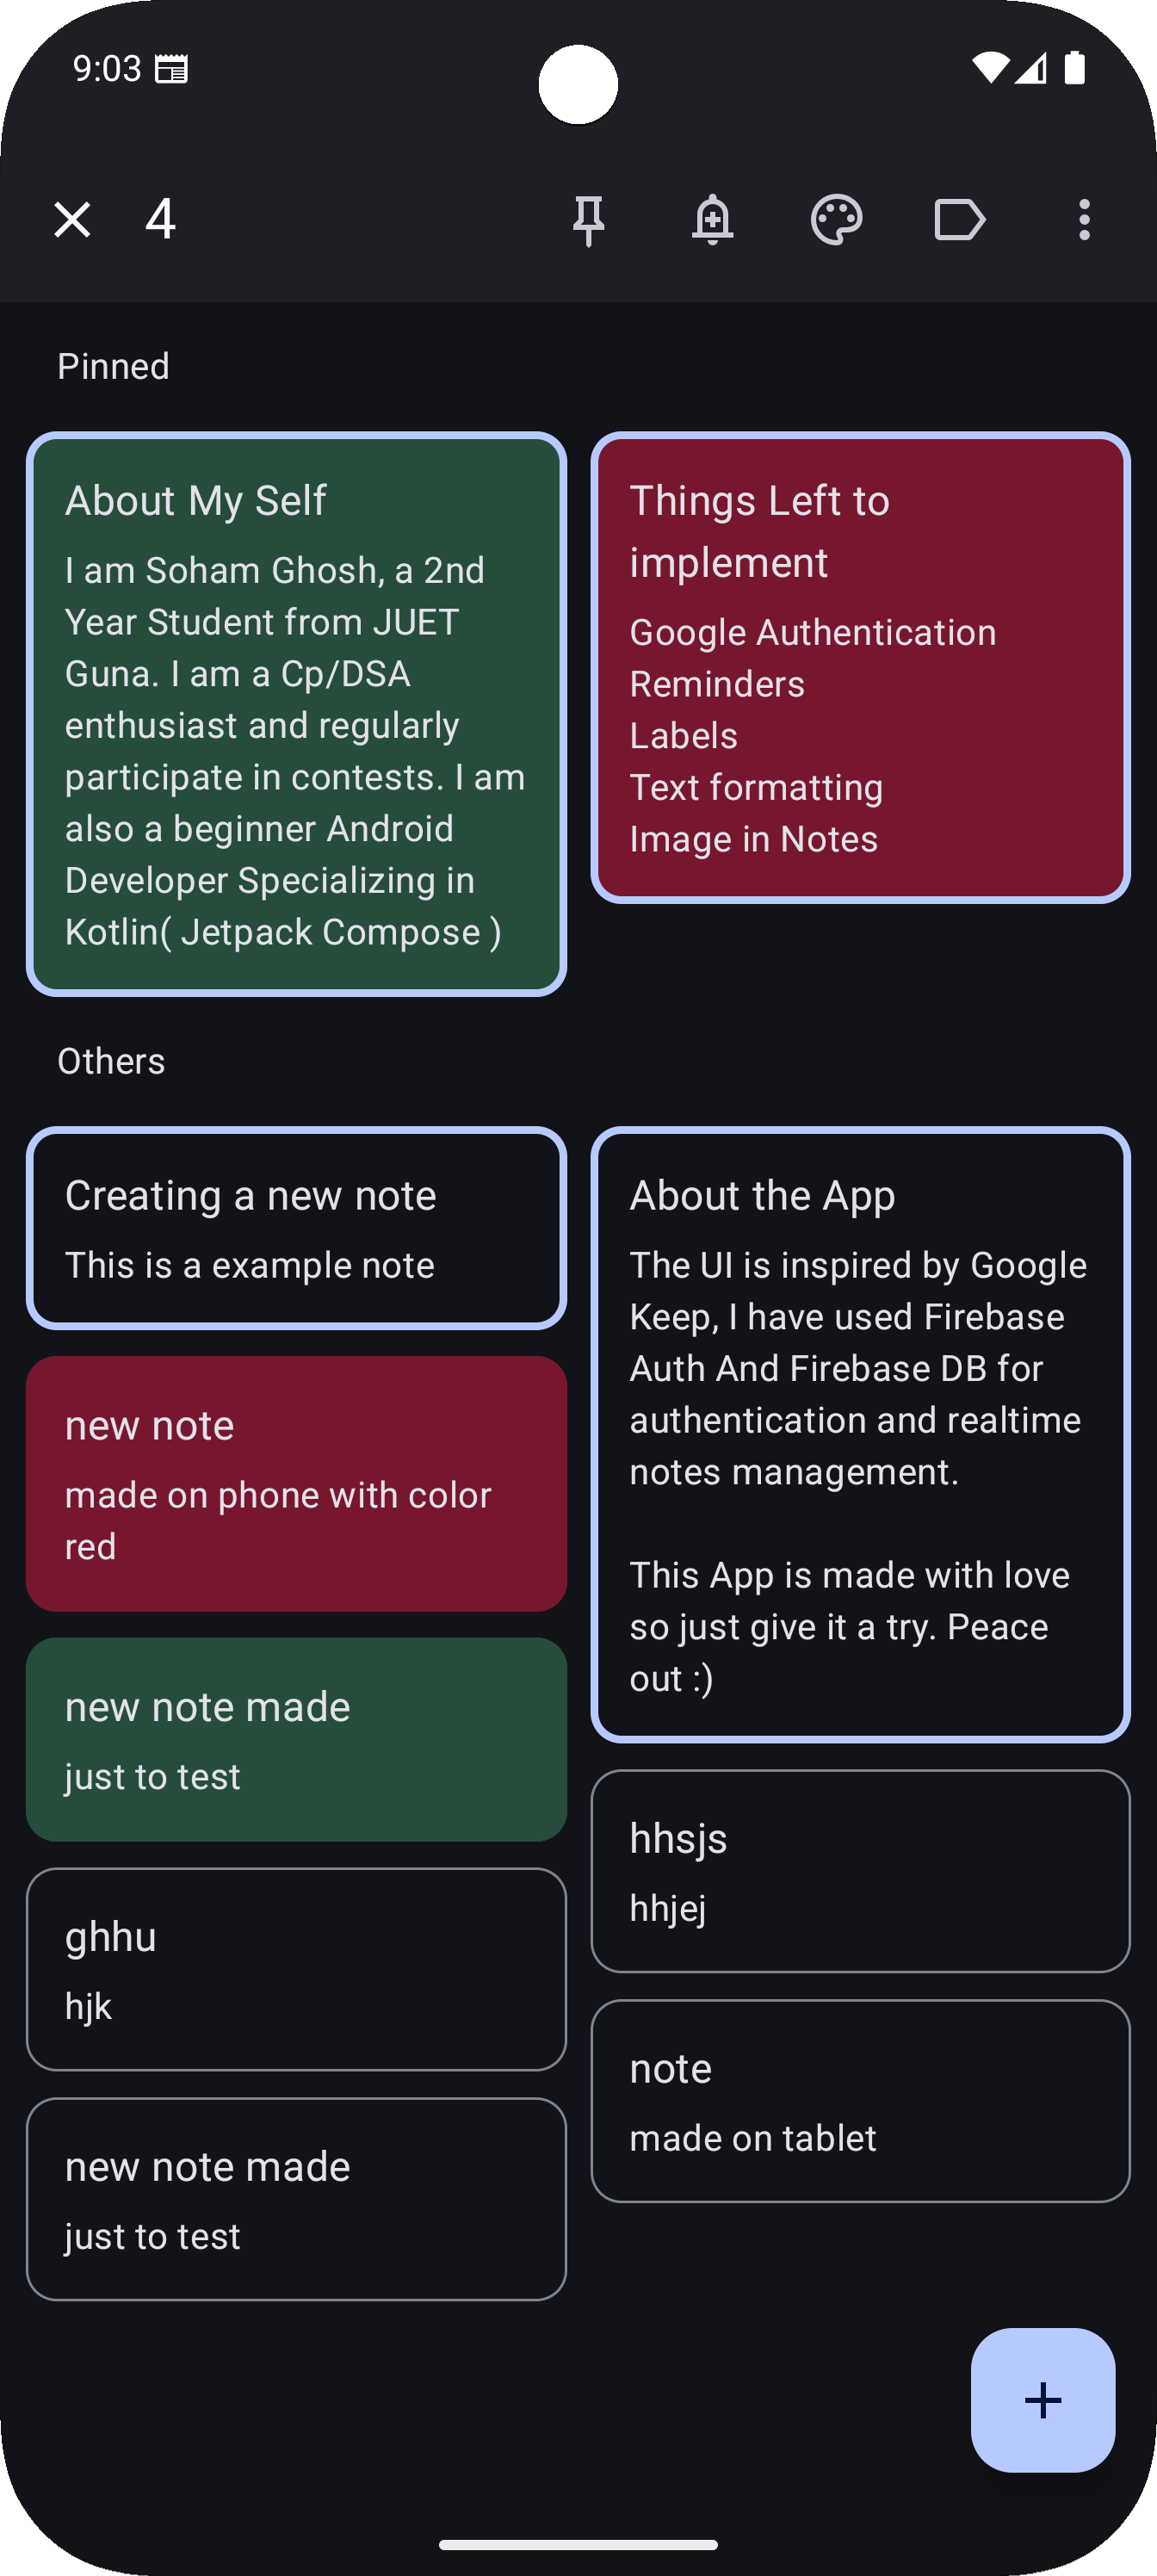 9:03
4
Pinned
About My Self
I am Soham Ghosh, a 2nd
Year Student from JUET
Guna. I am a Cp/DSA
enthusiast and regularly
participate in contests. I am
also a beginner Android
Developer Specializing in
Kotlin( Jetpack Compose )
Things Left to
implement
Google Authentication
Reminders
Labels
Text formatting
Image in Notes
Others
Creating a new note
This is a example note
new note
made on phone with color
red
new note made
just to test
ghhu
hjk
new note made
just to test
About the App
The UI is inspired by Google
Keep, I have used Firebase
Auth And Firebase DB for
authentication and realtime
notes management.
This App is made with love
so just give it a try. Peace
out :)
hhsjs
hhjej
note
made on tablet